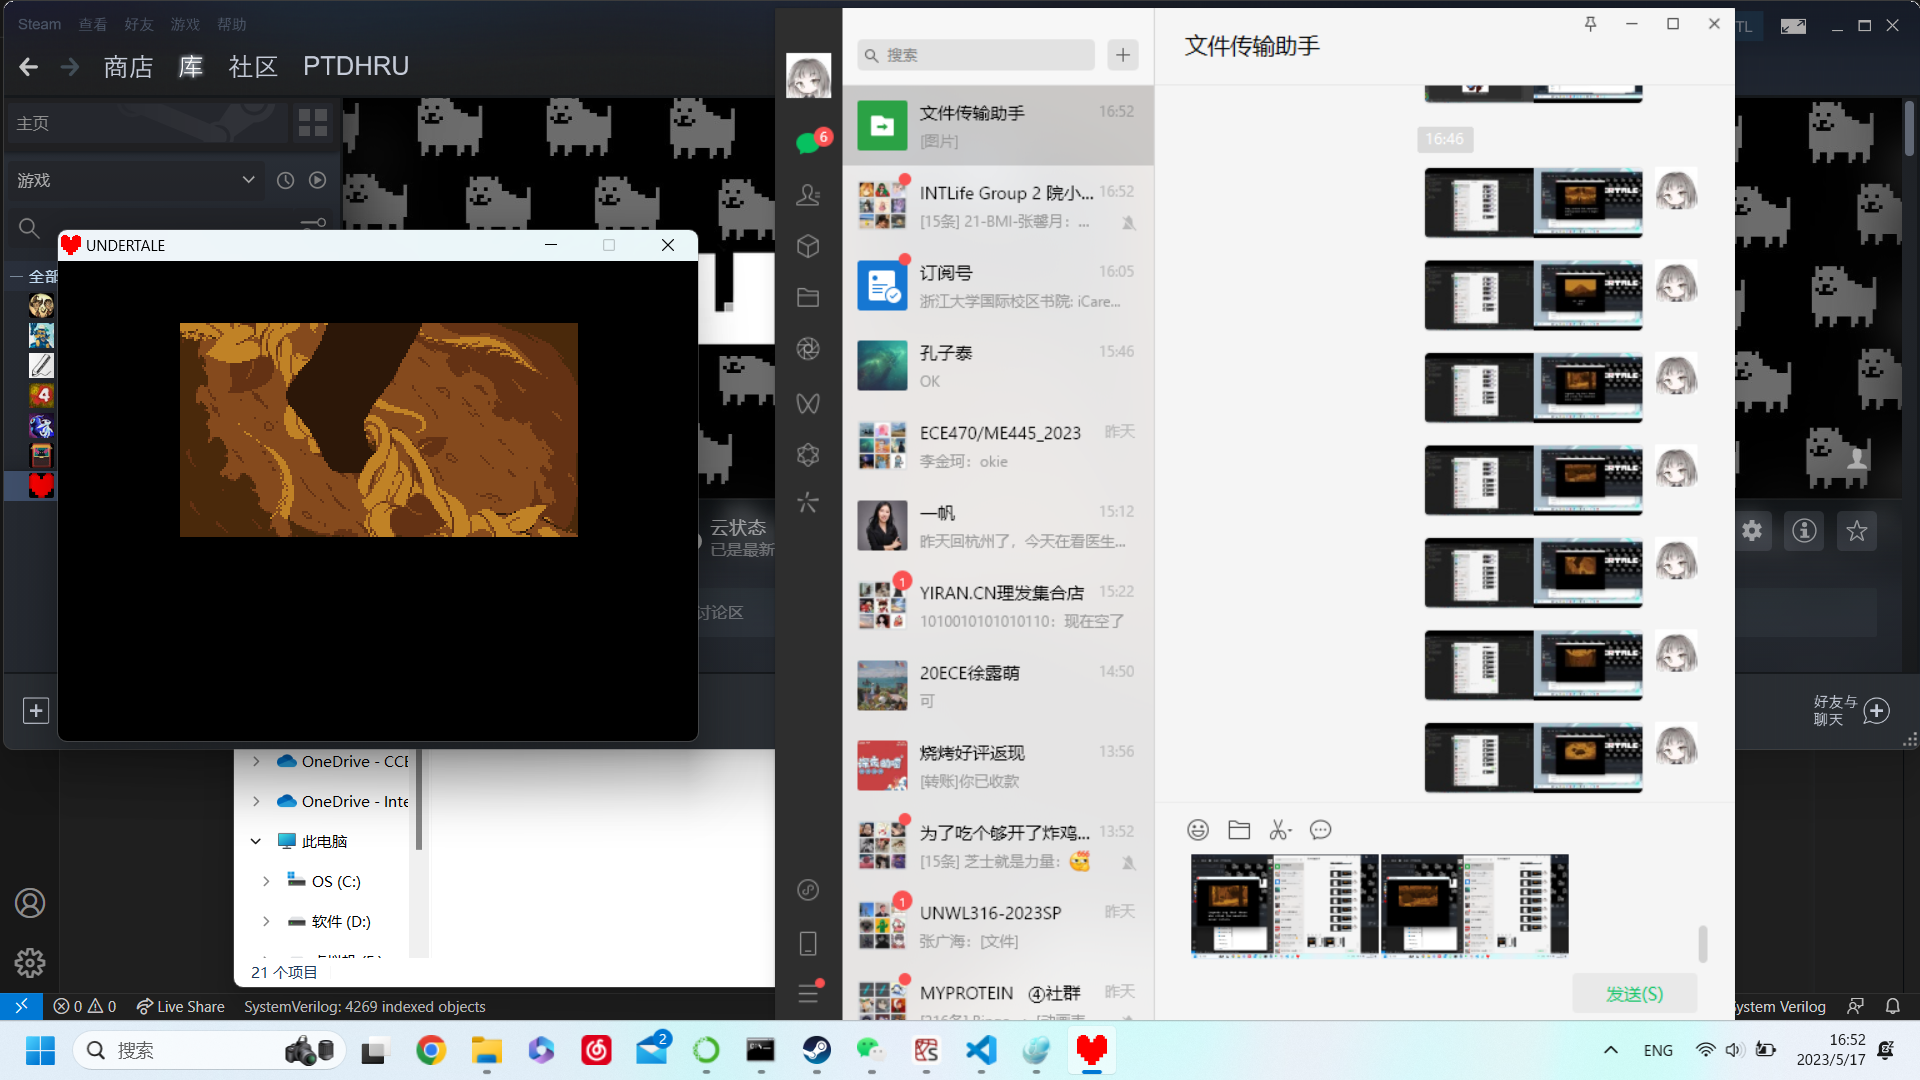 Steam 查看 好友 游戏 帮助
商店 库 社区 PTDHRU
主页
游戏
全部
UNDERTALE
云状态
已是最新
讨论区
TL
好友与
聊天
OneDrive - CCE
OneDrive - Inte
此电脑
OS (C:)
软件 (D:)
21 个项目
6
搜索
文件传输助手 16:52
[图片]
INTLife Group 2 院小... 16:52
[15条] 21-BMI-张馨月: ...
订阅号 16:05
浙江大学国际校区书院: iCare...
孔子泰 15:46
OK
ECE470/ME445_2023 昨天
李金珂: okie
一帆 15:12
昨天回杭州了，今天在看医生...
1
YIRAN.CN理发集合店 15:22
1010010101010110: 现在空了
20ECE徐露萌 14:50
可
烧烤好评返现 13:56
[转账]你已收款
为了吃个够开了炸鸡... 13:52
[15条] 芝士就是力量:
1
UNWL316-2023SP 昨天
张广海: [文件]
MYPROTEIN ④社群 昨天
文件传输助手
16:46
发送(S)
0 0 Live Share SystemVerilog: 4269 indexed objects
ystem Verilog
搜索
2
ENG
16:52
2023/5/17